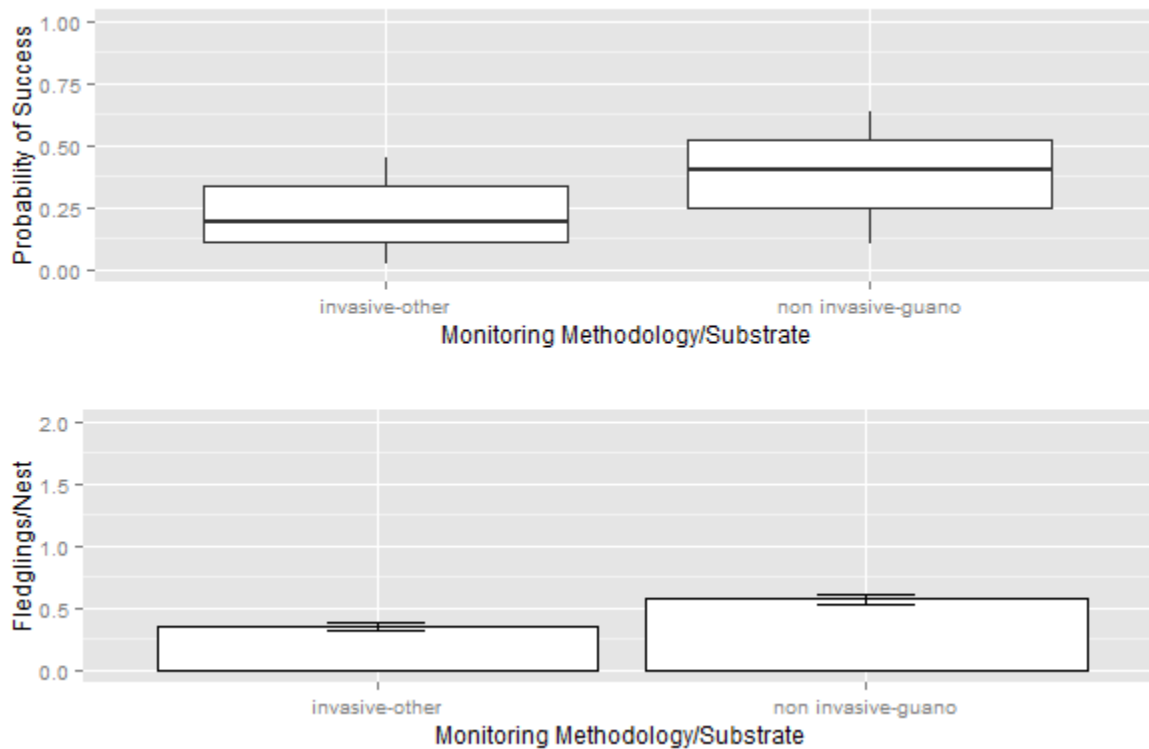 Probability of Success
1.00
0.75
0.50
0.25
0.00
invasive-other non invasive-guano
Monitoring Methodology/Substrate
Fledglings/Nest
2.0
1.5
1.0
0.5
0.0
invasive-other non invasive-guano
Monitoring Methodology/Substrate